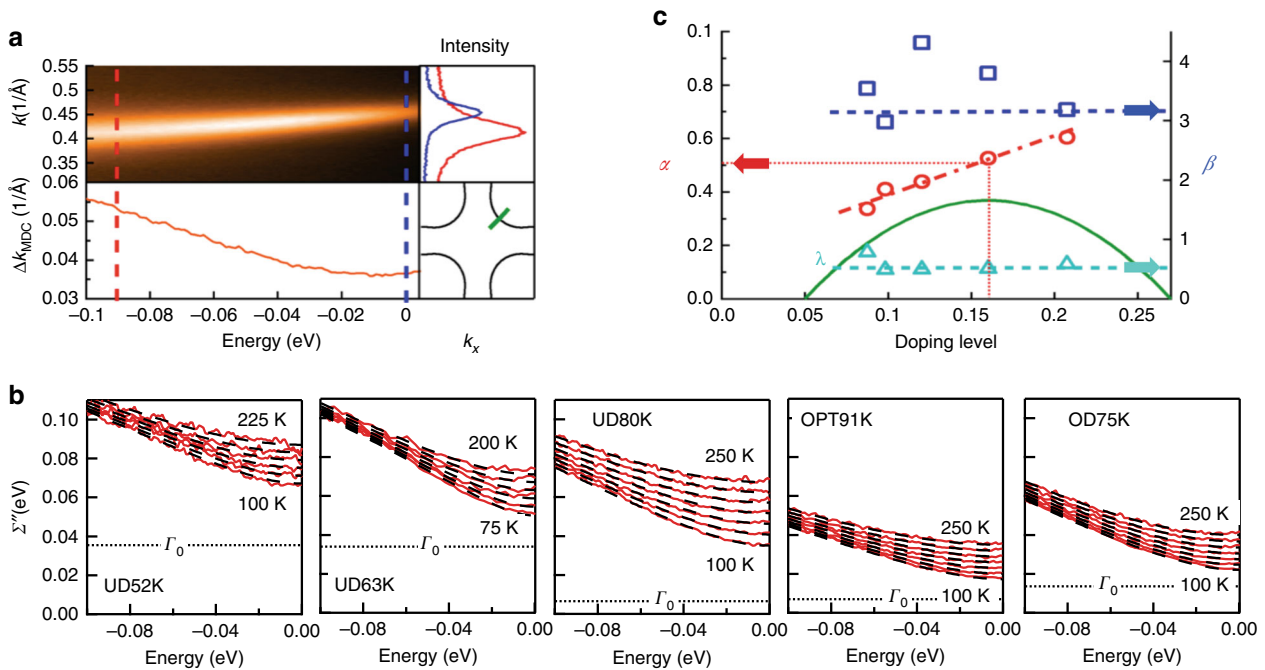 a
Intensity
0.55
0.50
0.45
0.4
0.35
0.06
0.05
0.04
0.03
k(1/Å)
ΔkMDC (1/Å)
−0.1 −0.08 −0.06 −0.04 −0.02 0
Energy (eV)
kx
c
0.1
0.8
0.6
0.4
0.2
0.0
α
λ
β
4
3
2
1
0
0.00 0.05 0.1 0.15 0.2 0.25
Doping level
b
0.10
0.08
0.06
0.04
0.02
0.00
Σ″(eV)
225 K
100 K
Γ0
UD52K
200 K
75 K
Γ0
UD63K
UD80K
250 K
100 K
Γ0
OPT91K
250 K
Γ0
100 K
OD75K
250 K
Γ0
100 K
−0.08 −0.04 0.00
−0.08 −0.04 0.00
−0.08 −0.04 0.00
−0.08 −0.04 0.00
−0.08 −0.04 0.00
Energy (eV)
Energy (eV)
Energy (eV)
Energy (eV)
Energy (eV)